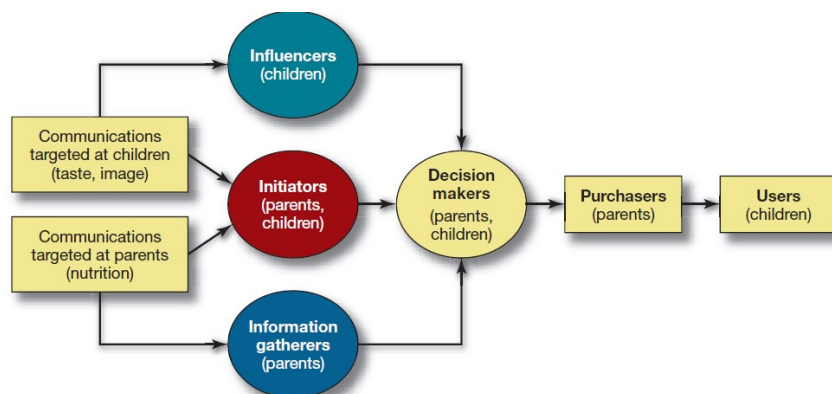 Influencers
(children)
Communications
targeted at children
(taste, image)
Initiators
(parents,
children)
Decision
makers
(parents,
children)
Purchasers
(parents)
Users
(children)
Communications
targeted at parents
(nutrition)
Information
gatherers
(parents)